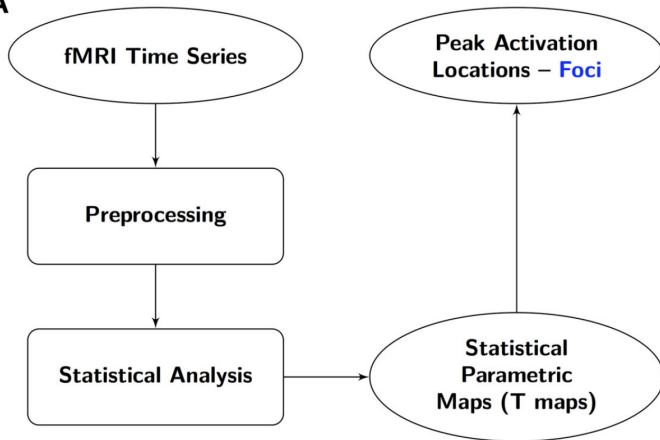 A
fMRI Time Series
Peak Activation
Locations – Foci
Preprocessing
Statistical Analysis
Statistical
Parametric
Maps (T maps)